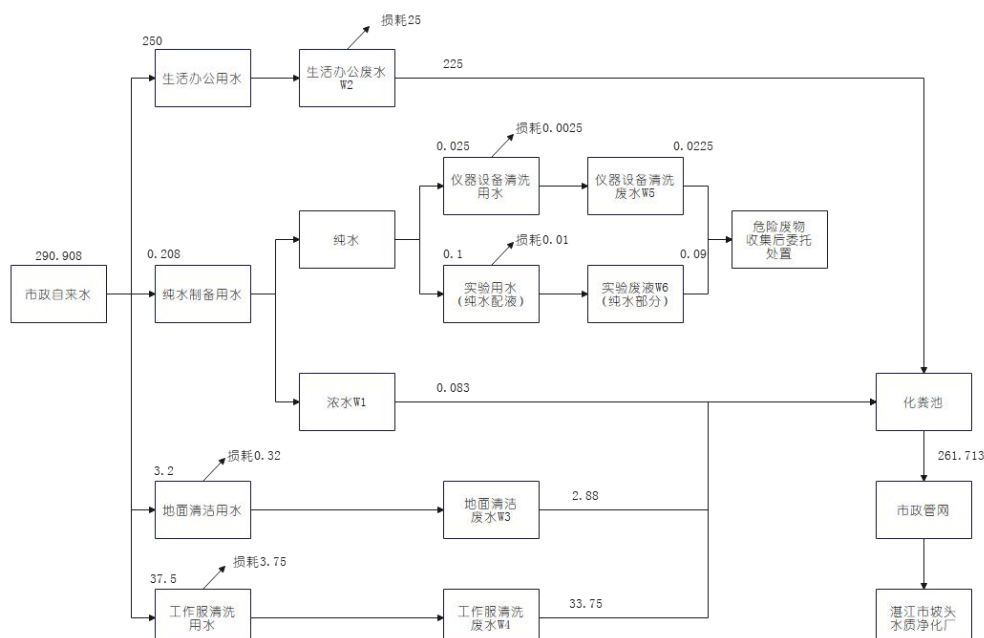 损耗25
250
生活办公用水
生活办公废水
W2
225
损耗0.0025
0.025
0.0225
仪器设备清洗
用水
仪器设备清洗
废水W5
纯水
危险废物
收集后委托
处置
损耗0.01
290.908
0.208
0.1
0.09
市政自来水
纯水制备用水
实验用水
(纯水配液)
实验废液W6
(纯水部分)
0.083
浓水W1
化粪池
损耗0.32
261.713
3.2
2.88
地面清洁用水
地面清洁
废水W3
市政管网
损耗3.75
37.5
33.75
工作服清洗
用水
工作服清洗
废水W4
湛江市坡头
水质净化厂